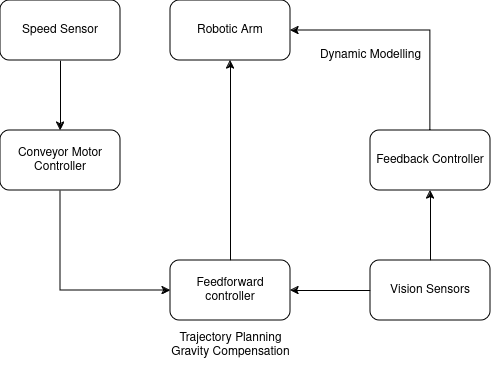 Speed Sensor
Robotic Arm
Dynamic Modelling
Conveyor Motor
Controller
Feedback Controller
Feedforward
controller
Vision Sensors
Trajectory Planning
Gravity Compensation